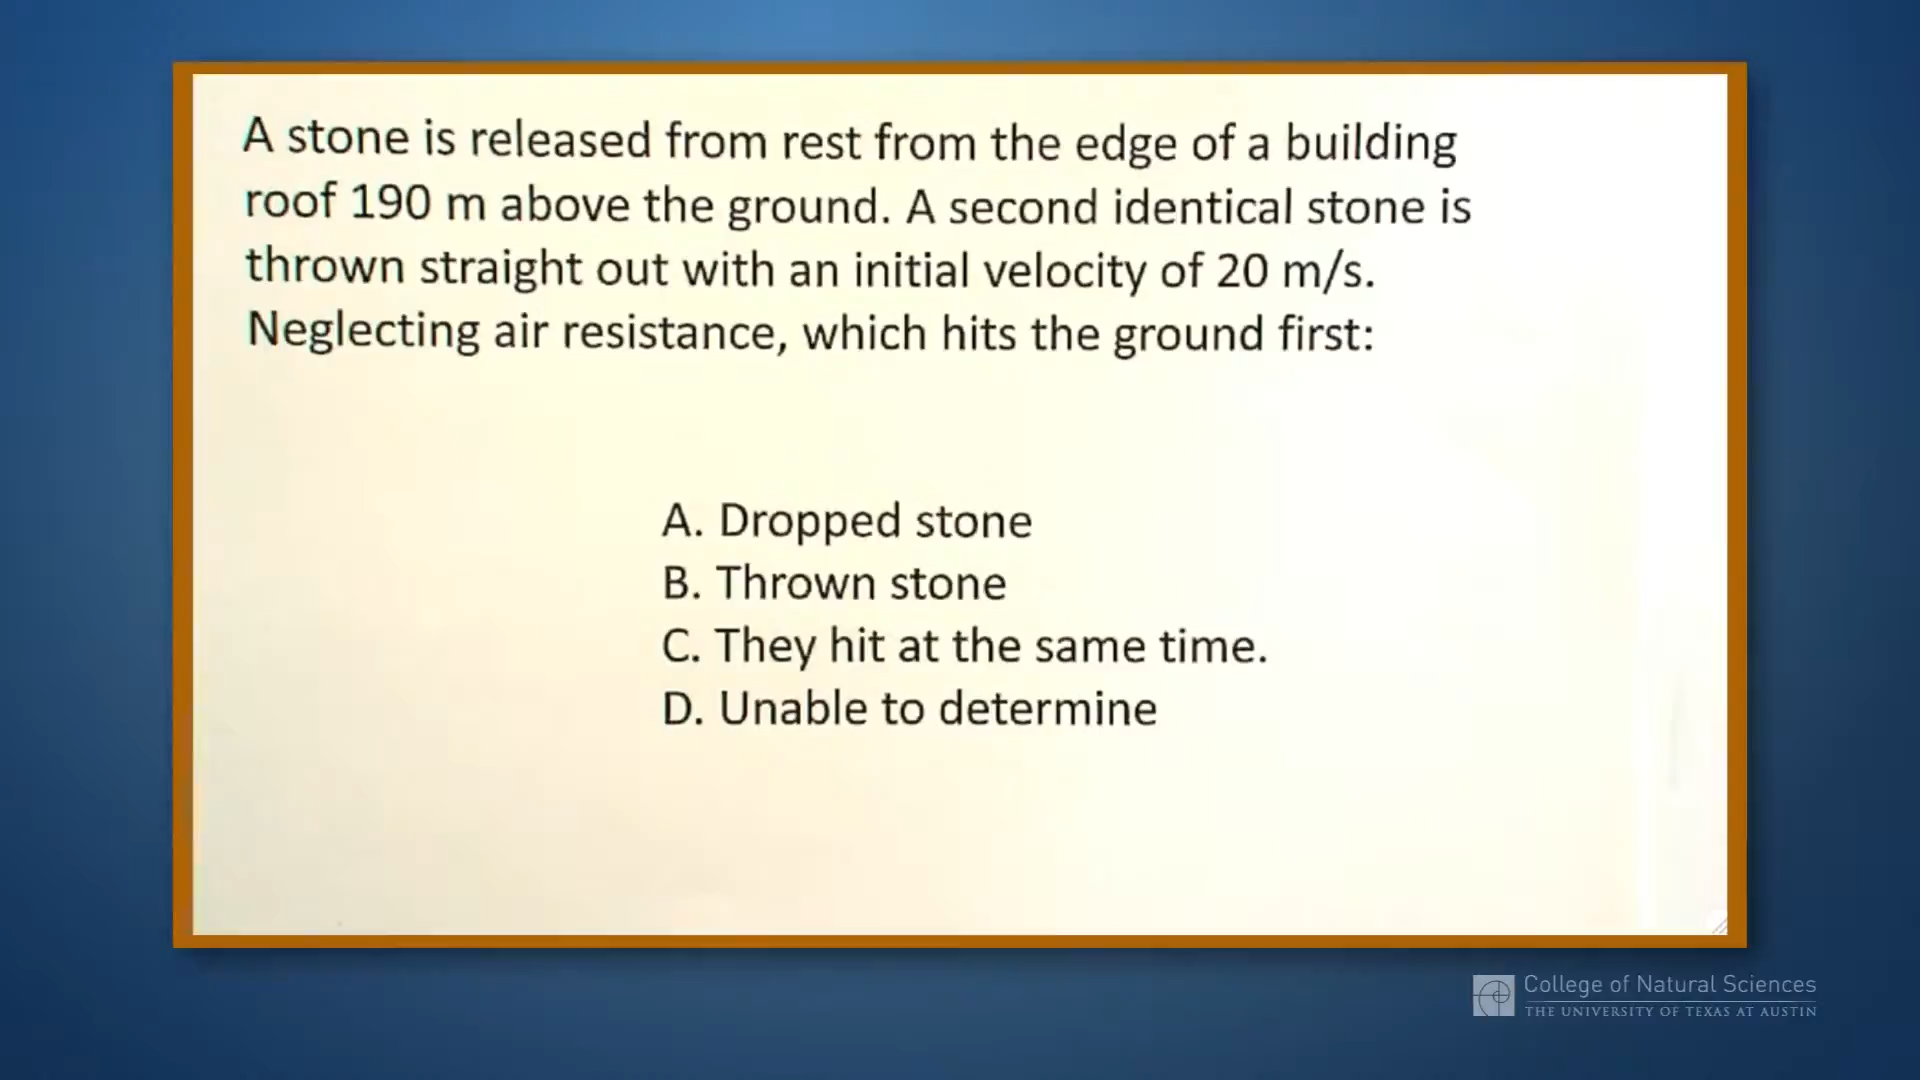 A stone is released from rest from the edge of a building
roof 190 m above the ground. A second identical stone is
thrown straight out with an initial velocity of 20 m/s.
Neglecting air resistance, which hits the ground first:
A. Dropped stone
B. Thrown stone
C. They hit at the same time.
D. Unable to determine
College of Natural Sciences
THE UNIVERSITY OF TEXAS AT AUSTIN